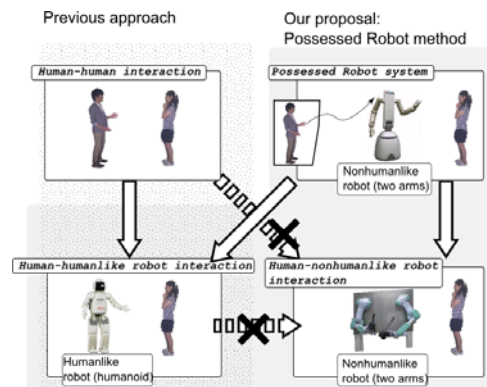 Previous approach
Our proposal:
Possessed Robot method
Human-human interaction
Possessed Robot system
Nonhumanlike
robot (two arms)
Human-humanlike robot interaction
Human-nonhumanlike robot
interaction
Humanlike
robot (humanoid)
Nonhumanlike
robot (two arms)